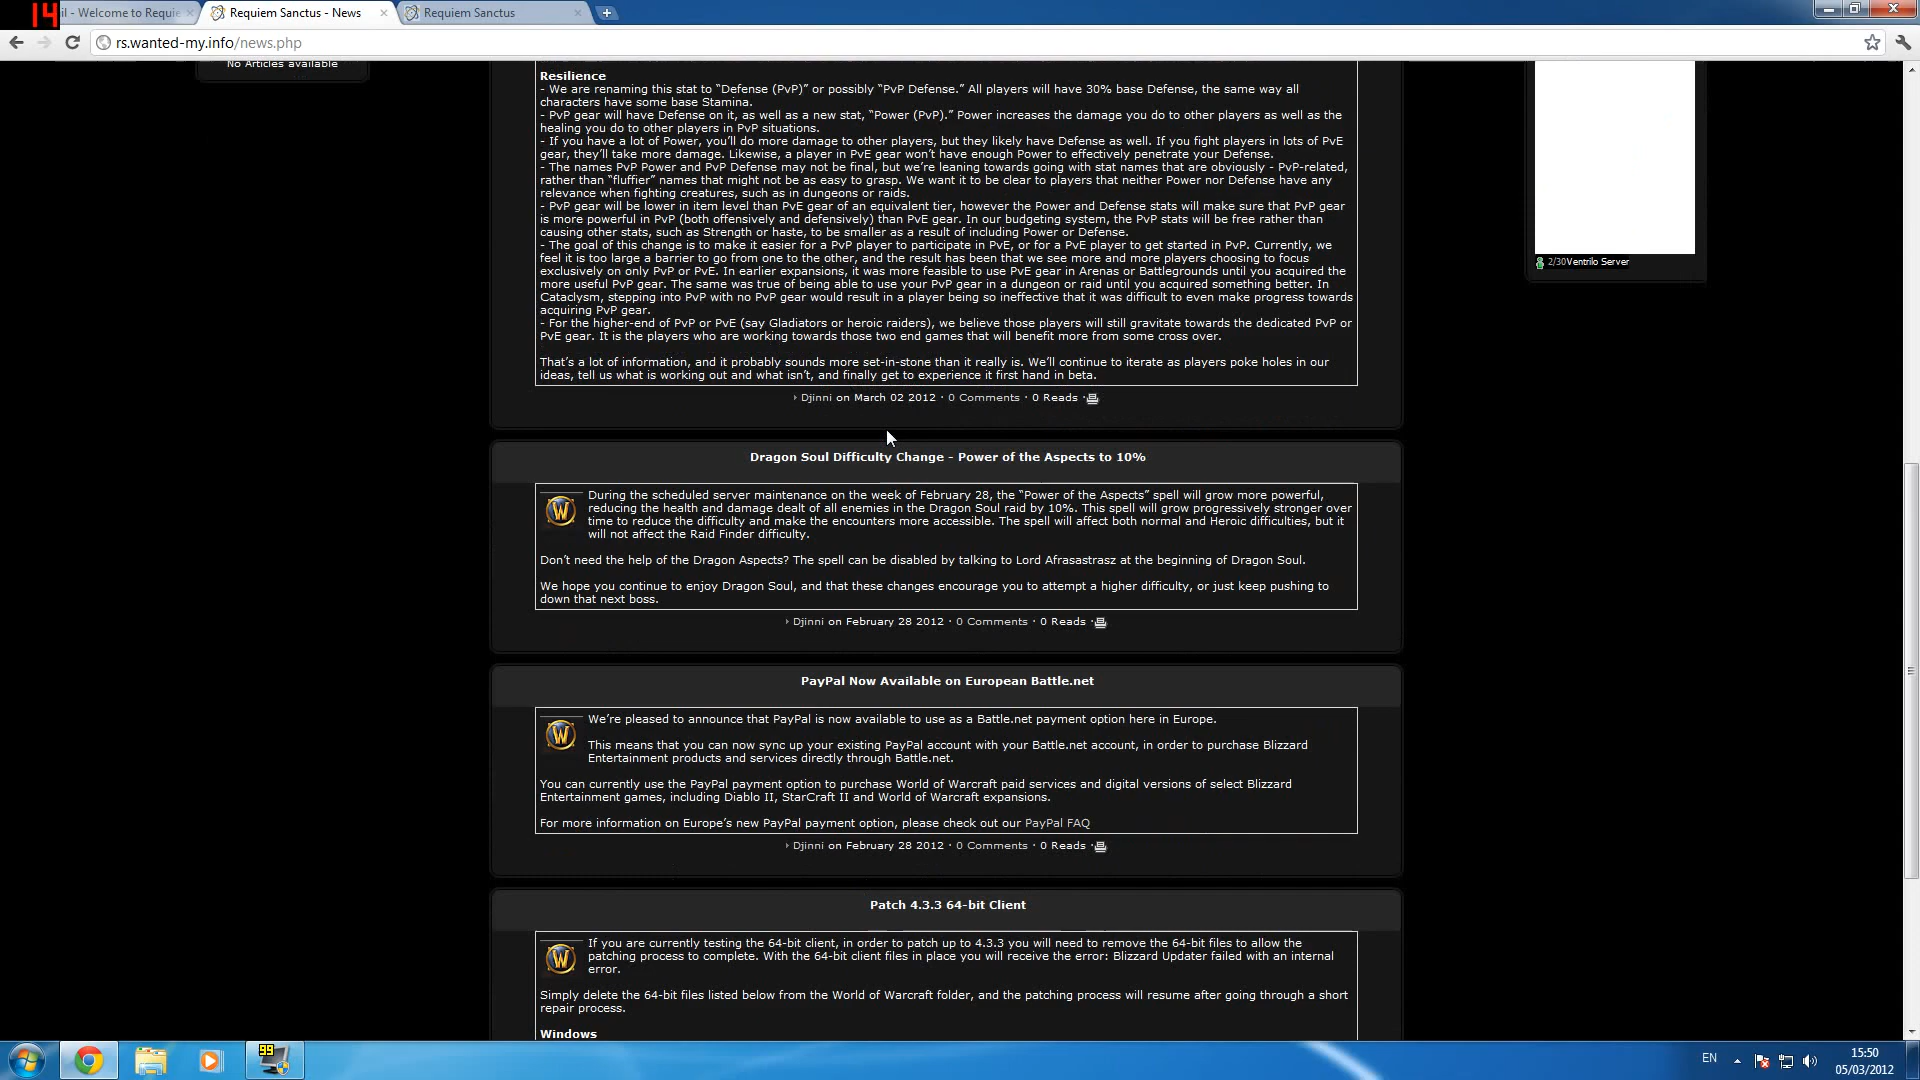 14
il - Welcome to Requie
Requiem Sanctus - News
Requiem Sanctus
rs.wanted-my.info/news.php
No Articles available
Resilience
- We are renaming this stat to “Defense (PvP)” or possibly “PvP Defense.” All players will have 30% base Defense, the same way all
characters have some base Stamina.
- PvP gear will have Defense on it, as well as a new stat, “Power (PvP).” Power increases the damage you do to other players as well as the
healing you do to other players in PvP situations.
- If you have a lot of Power, you’ll do more damage to other players, but they likely have Defense as well. If you fight players in lots of PvE
gear, they’ll take more damage. Likewise, a player in PvE gear won’t have enough Power to effectively penetrate your Defense.
- The names PvP Power and PvP Defense may not be final, but we’re leaning towards going with stat names that are obviously - PvP-related,
rather than “fluffier” names that might not be as easy to grasp. We want it to be clear to players that neither Power nor Defense have any
relevance when fighting creatures, such as in dungeons or raids.
- PvP gear will be lower in item level than PvE gear of an equivalent tier, however the Power and Defense stats will make sure that PvP gear
is more powerful in PvP (both offensively and defensively) than PvE gear. In our budgeting system, the PvP stats will be free rather than
causing other stats, such as Strength or haste, to be smaller as a result of including Power or Defense.
- The goal of this change is to make it easier for a PvP player to participate in PvE, or for a PvE player to get started in PvP. Currently, we
feel it is too large a barrier to go from one to the other, and the result has been that we see more and more players choosing to focus
exclusively on only PvP or PvE. In earlier expansions, it was more feasible to use PvE gear in Arenas or Battlegrounds until you acquired the
more useful PvP gear. The same was true of being able to use your PvP gear in a dungeon or raid until you acquired something better. In
Cataclysm, stepping into PvP with no PvP gear would result in a player being so ineffective that it was difficult to even make progress towards
acquiring PvP gear.
- For the higher-end of PvP or PvE (say Gladiators or heroic raiders), we believe those players will still gravitate towards the dedicated PvP or
PvE gear. It is the players who are working towards those two end games that will benefit more from some cross over.
That’s a lot of information, and it probably sounds more set-in-stone than it really is. We’ll continue to iterate as players poke holes in our
ideas, tell us what is working out and what isn’t, and finally get to experience it first hand in beta.
Djinni on March 02 2012 · 0 Comments · 0 Reads ·
2/30Ventrilo Server
Dragon Soul Difficulty Change - Power of the Aspects to 10%
During the scheduled server maintenance on the week of February 28, the “Power of the Aspects” spell will grow more powerful,
reducing the health and damage dealt of all enemies in the Dragon Soul raid by 10%. This spell will grow progressively stronger over
time to reduce the difficulty and make the encounters more accessible. The spell will affect both normal and Heroic difficulties, but it
will not affect the Raid Finder difficulty.
Don’t need the help of the Dragon Aspects? The spell can be disabled by talking to Lord Afrasastrasz at the beginning of Dragon Soul.
We hope you continue to enjoy Dragon Soul, and that these changes encourage you to attempt a higher difficulty, or just keep pushing to
down that next boss.
Djinni on February 28 2012 · 0 Comments · 0 Reads ·
PayPal Now Available on European Battle.net
We’re pleased to announce that PayPal is now available to use as a Battle.net payment option here in Europe.
This means that you can now sync up your existing PayPal account with your Battle.net account, in order to purchase Blizzard
Entertainment products and services directly through Battle.net.
You can currently use the PayPal payment option to purchase World of Warcraft paid services and digital versions of select Blizzard
Entertainment games, including Diablo II, StarCraft II and World of Warcraft expansions.
For more information on Europe’s new PayPal payment option, please check out our PayPal FAQ
Djinni on February 28 2012 · 0 Comments · 0 Reads ·
Patch 4.3.3 64-bit Client
If you are currently testing the 64-bit client, in order to patch up to 4.3.3 you will need to remove the 64-bit files to allow the
patching process to complete. With the 64-bit client files in place you will receive the error: Blizzard Updater failed with an internal
error.
Simply delete the 64-bit files listed below from the World of Warcraft folder, and the patching process will resume after going through a short
repair process.
Windows
99
EN
15:50
05/03/2012